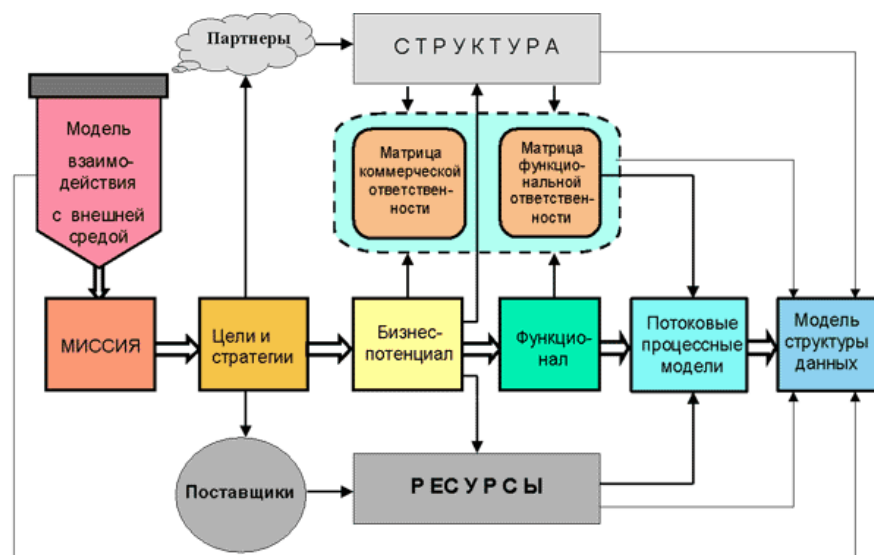 Партнеры
СТРУКТУРА
Модель
взаимо-
действия
с внешней
средой
Матрица
коммерческой
ответствен-
ности
Матрица
функцио-
нальной
ответствен-
ности
МИССИЯ
Цели и
стратегии
Бизнес-
потенциал
Функцио-
нал
Потоковые
процессные
модели
Модель
структуры
данных
Поставщики
РЕСУРСЫ